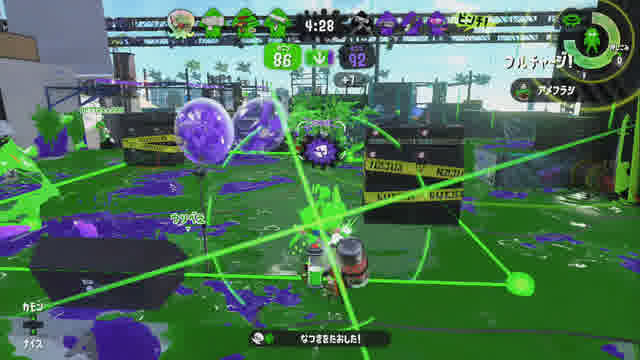 4:28
ピンチ!
86
92
+7
フルチャージ!
アメフラシ
カモン
ナイス
なつきをたおした!